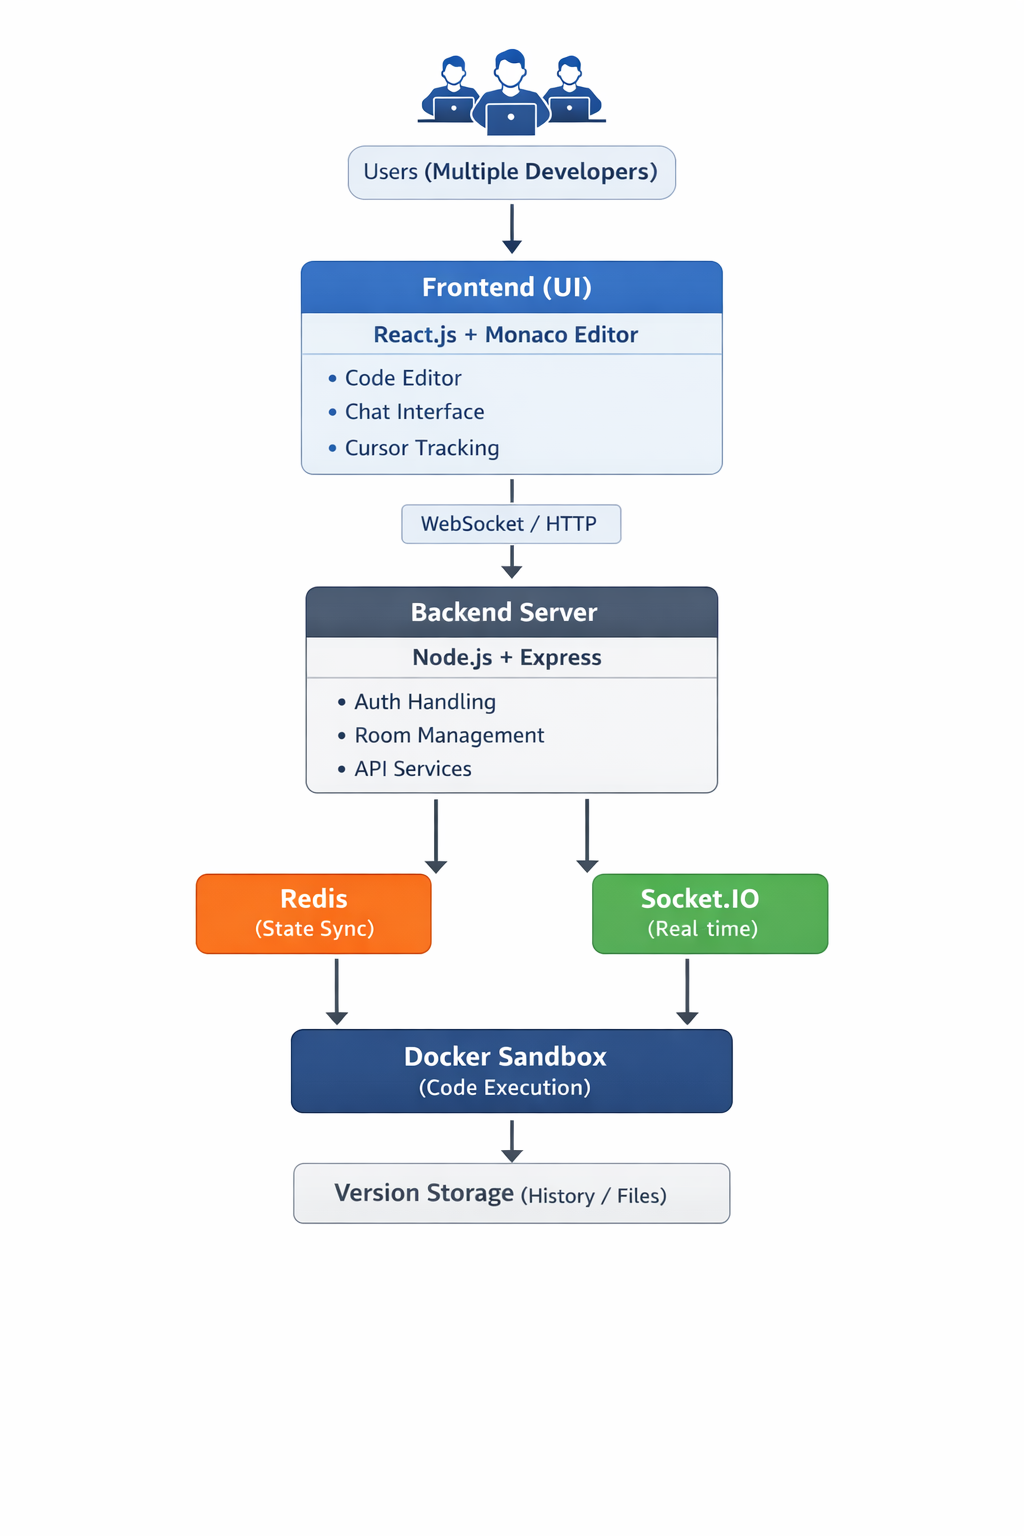 Users (Multiple Developers)
Frontend (UI)
React.js + Monaco Editor
• Code Editor
• Chat Interface
• Cursor Tracking
WebSocket / HTTP
Backend Server
Node.js + Express
• Auth Handling
• Room Management
• API Services
Redis
(State Sync)
Socket.IO
(Real time)
Docker Sandbox
(Code Execution)
Version Storage (History / Files)